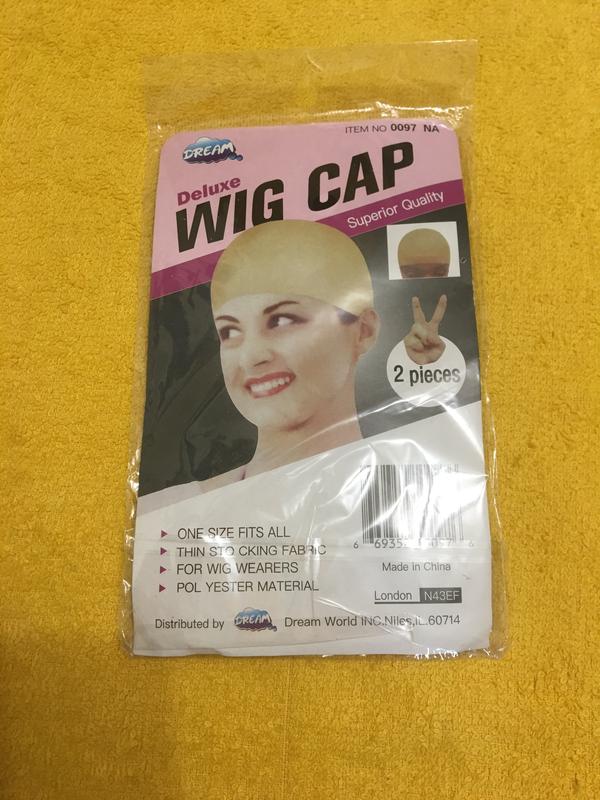 ITEM NO 0097 NA
DREAM
Deluxe
WIG CAP
Superior Quality
2 pieces
ONE SIZE FITS ALL
THIN STO CKING FABRIC
FOR WIG WEARERS
POL YESTER MATERIAL
Made in China
London N43EF
Distributed by DREAM Dream World INC.Niles,IL.60714